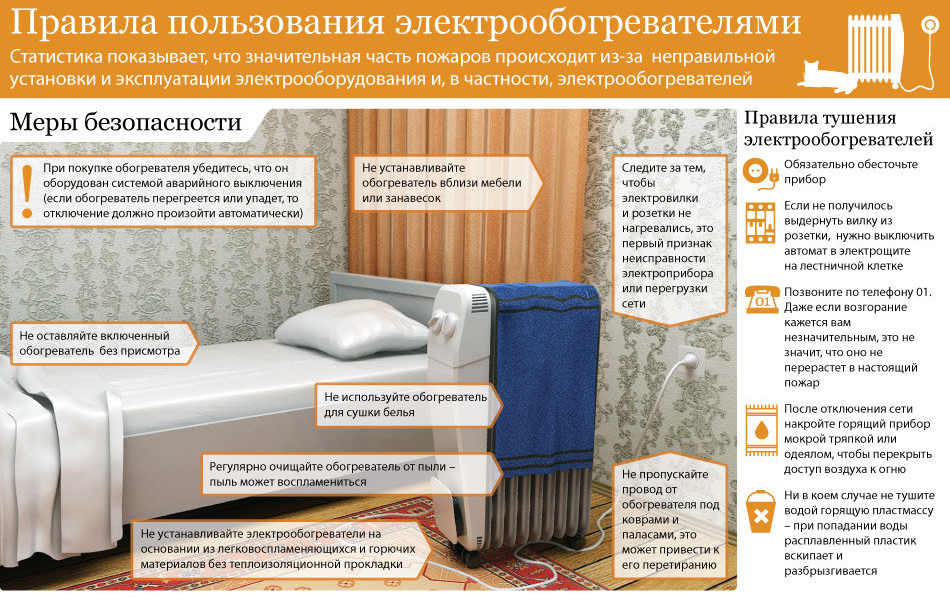 Правила пользования электрообогревателями
Статистика показывает, что значительная часть пожаров происходит из-за неправильной
установки и эксплуатации электрооборудования и, в частности, электрообогревателей
Меры безопасности
При покупке обогревателя убедитесь, что он
оборудован системой аварийного выключения
(если обогреватель перегреется или упадет, то
отключение должно произойти автоматически)
Не устанавливайте
обогреватель вблизи мебели
или занавесок
Следите за тем,
чтобы
электровилки
и розетки не
нагревались, это
первый признак
неисправности
электроприбора
или перегрузки
сети
Не оставляйте включенный
обогреватель без присмотра
Не используйте обогреватель
для сушки белья
Регулярно очищайте обогреватель от пыли –
пыль может воспламениться
Не устанавливайте электрообогреватели на
основании из легковоспламеняющихся и горючих
материалов без теплоизоляционной прокладки
Не пропускайте
провод от
обогревателя под
коврами и
паласами, это
может привести к
его перетиранию
Правила тушения
электрообогревателей
Обязательно обесточьте
прибор
Если не получилось
выдернуть вилку из
розетки, нужно выключить
автомат в электрощите
на лестничной клетке
01
Позвоните по телефону 01.
Даже если возгорание
кажется вам
незначительным, это не
значит, что оно не
перерастет в настоящий
пожар
После отключения сети
накройте горящий прибор
мокрой тряпкой или
одеялом, чтобы перекрыть
доступ воздуха к огню
Ни в коем случае не тушите
водой горящую пластмассу
– при попадании воды
расплавленный пластик
вскипает и
разбрызгивается